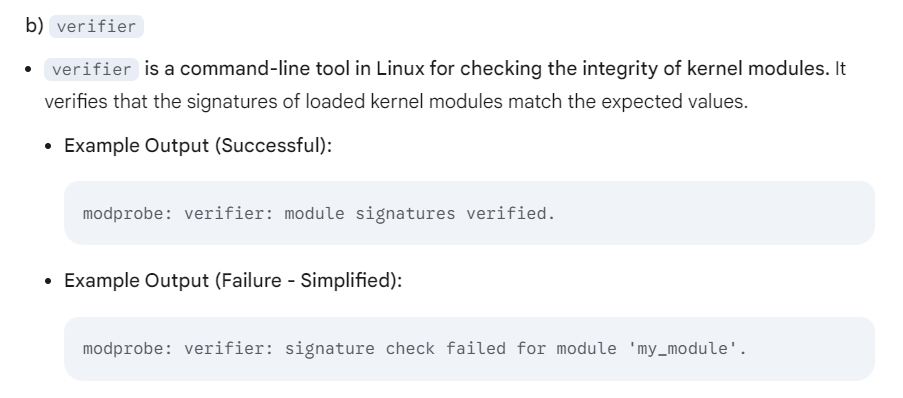 b) verifier
• verifier is a command-line tool in Linux for checking the integrity of kernel modules. It
verifies that the signatures of loaded kernel modules match the expected values.
• Example Output (Successful):
modprobe: verifier: module signatures verified.
• Example Output (Failure - Simplified):
modprobe: verifier: signature check failed for module 'my_module'.